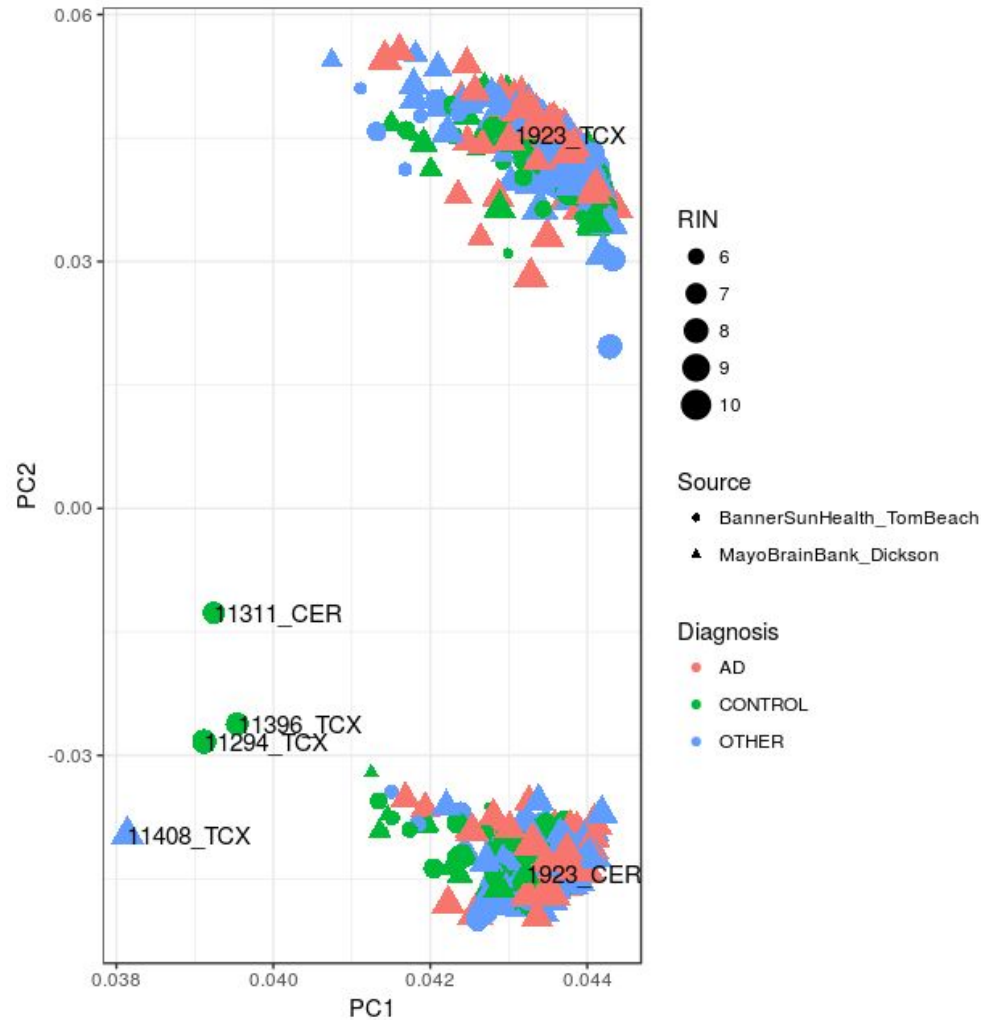 0.06
0.03
0.00
-0.03
PC2
1923_TCX
11311_CER
11396_TCX
11294_TCX
11408_TCX
1923_CER
0.038
0.040
0.042
0.044
PC1
RIN
6
7
8
9
10
Source
BannerSunHealth_TomBeach
MayoBrainBank_Dickson
Diagnosis
AD
CONTROL
OTHER